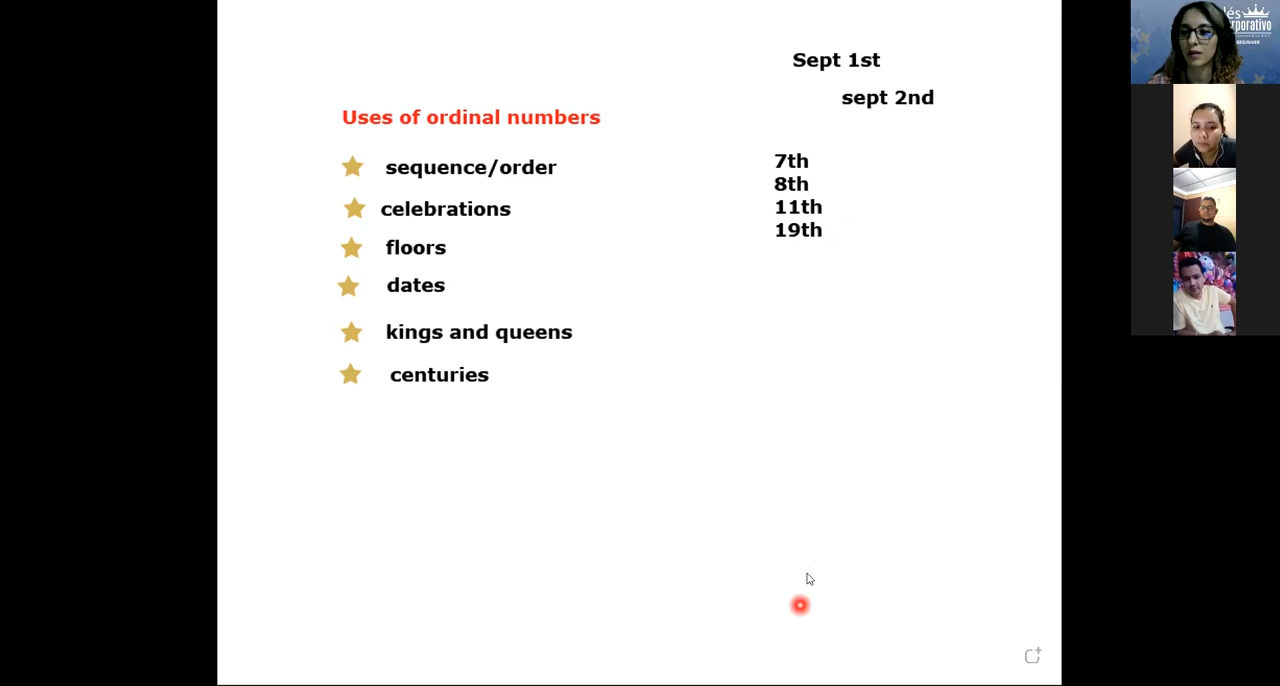 Sept 1st
sept 2nd
Uses of ordinal numbers
sequence/order
celebrations
floors
dates
kings and queens
centuries
7th
8th
11th
19th
BEGINNER